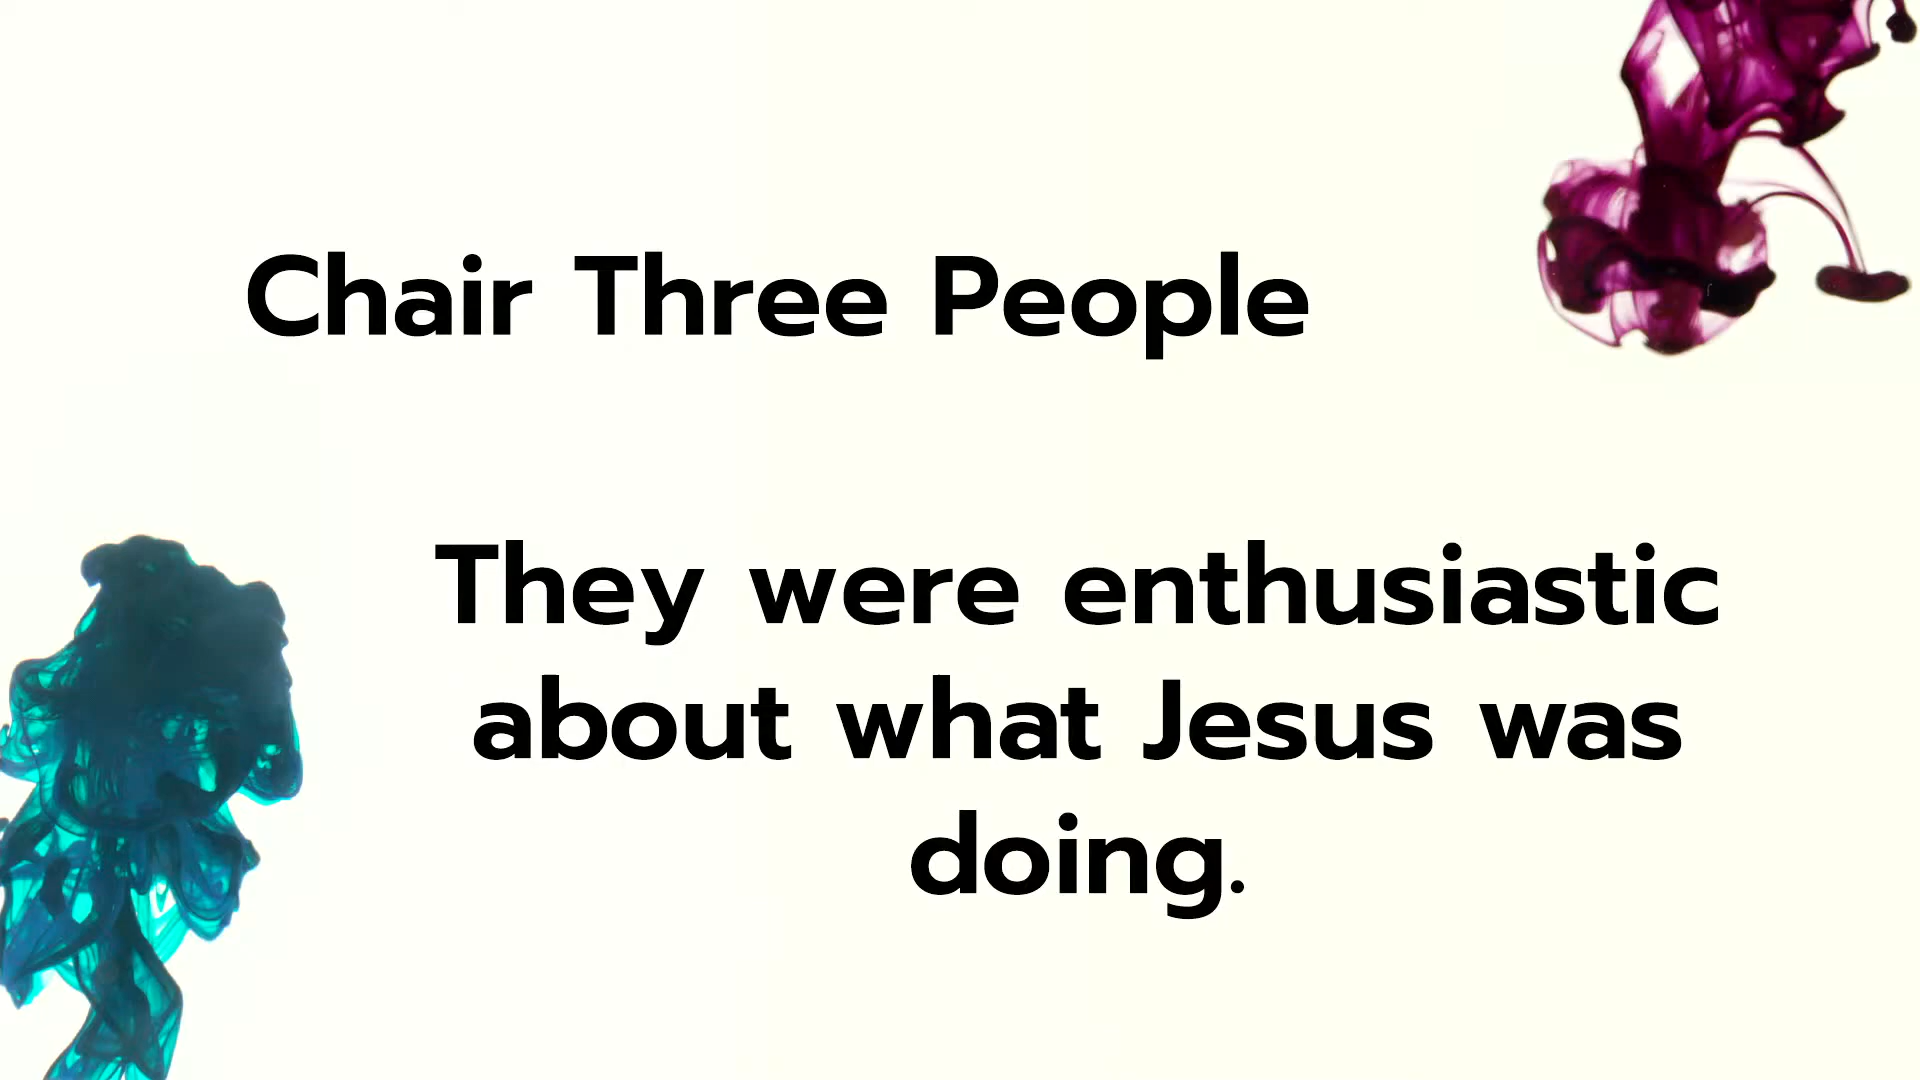 Chair Three People
They were enthusiastic
about what Jesus was
doing.